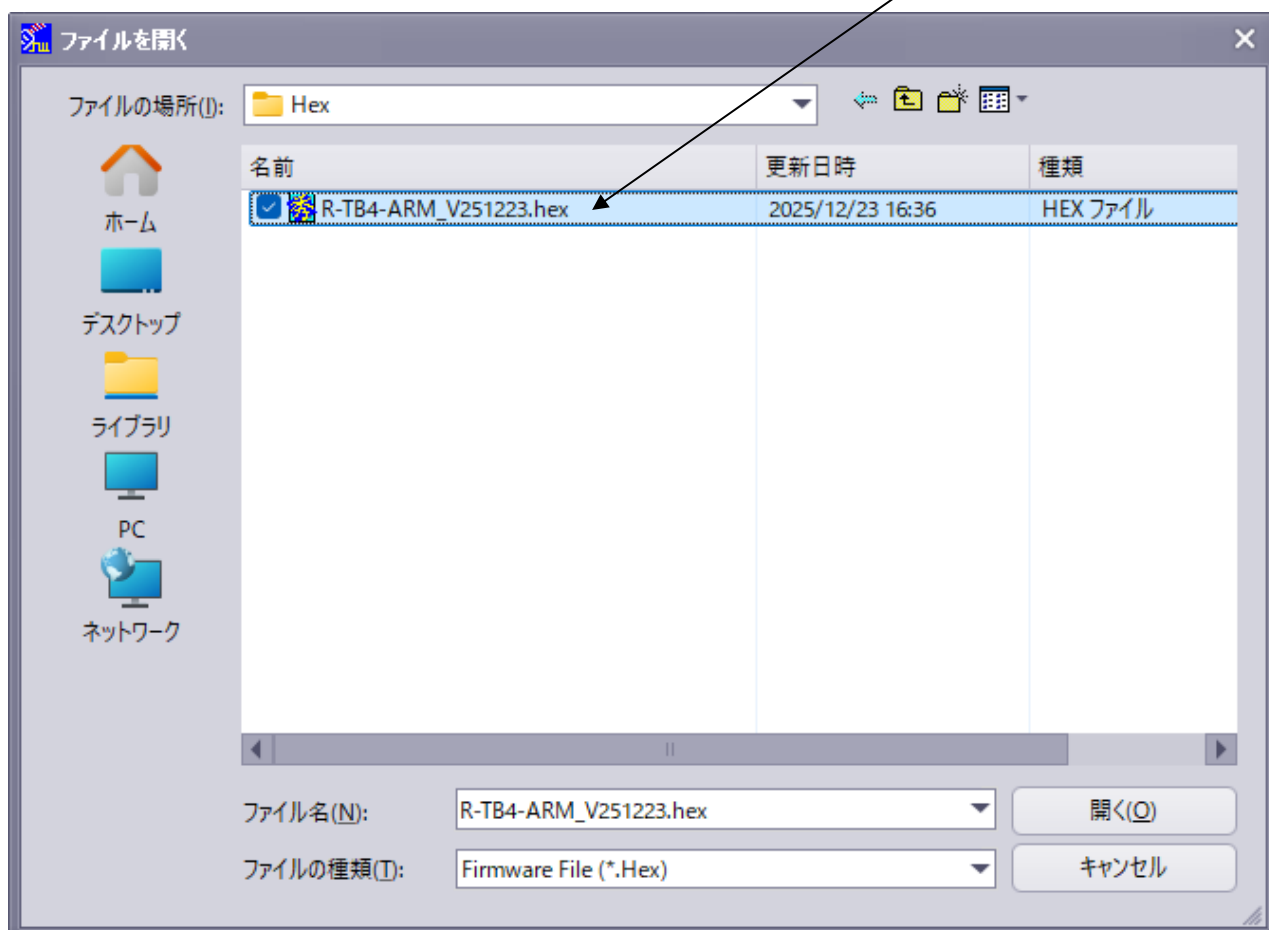 ファイルを開く
ファイルの場所(I): Hex
名前 更新日時 種類
R-TB4-ARM_V251223.hex 2025/12/23 16:36 HEX ファイル
ホーム
デスクトップ
ライブラリ
PC
ネットワーク
ファイル名(N): R-TB4-ARM_V251223.hex 開く(O)
ファイルの種類(T): Firmware File (*.Hex) キャンセル